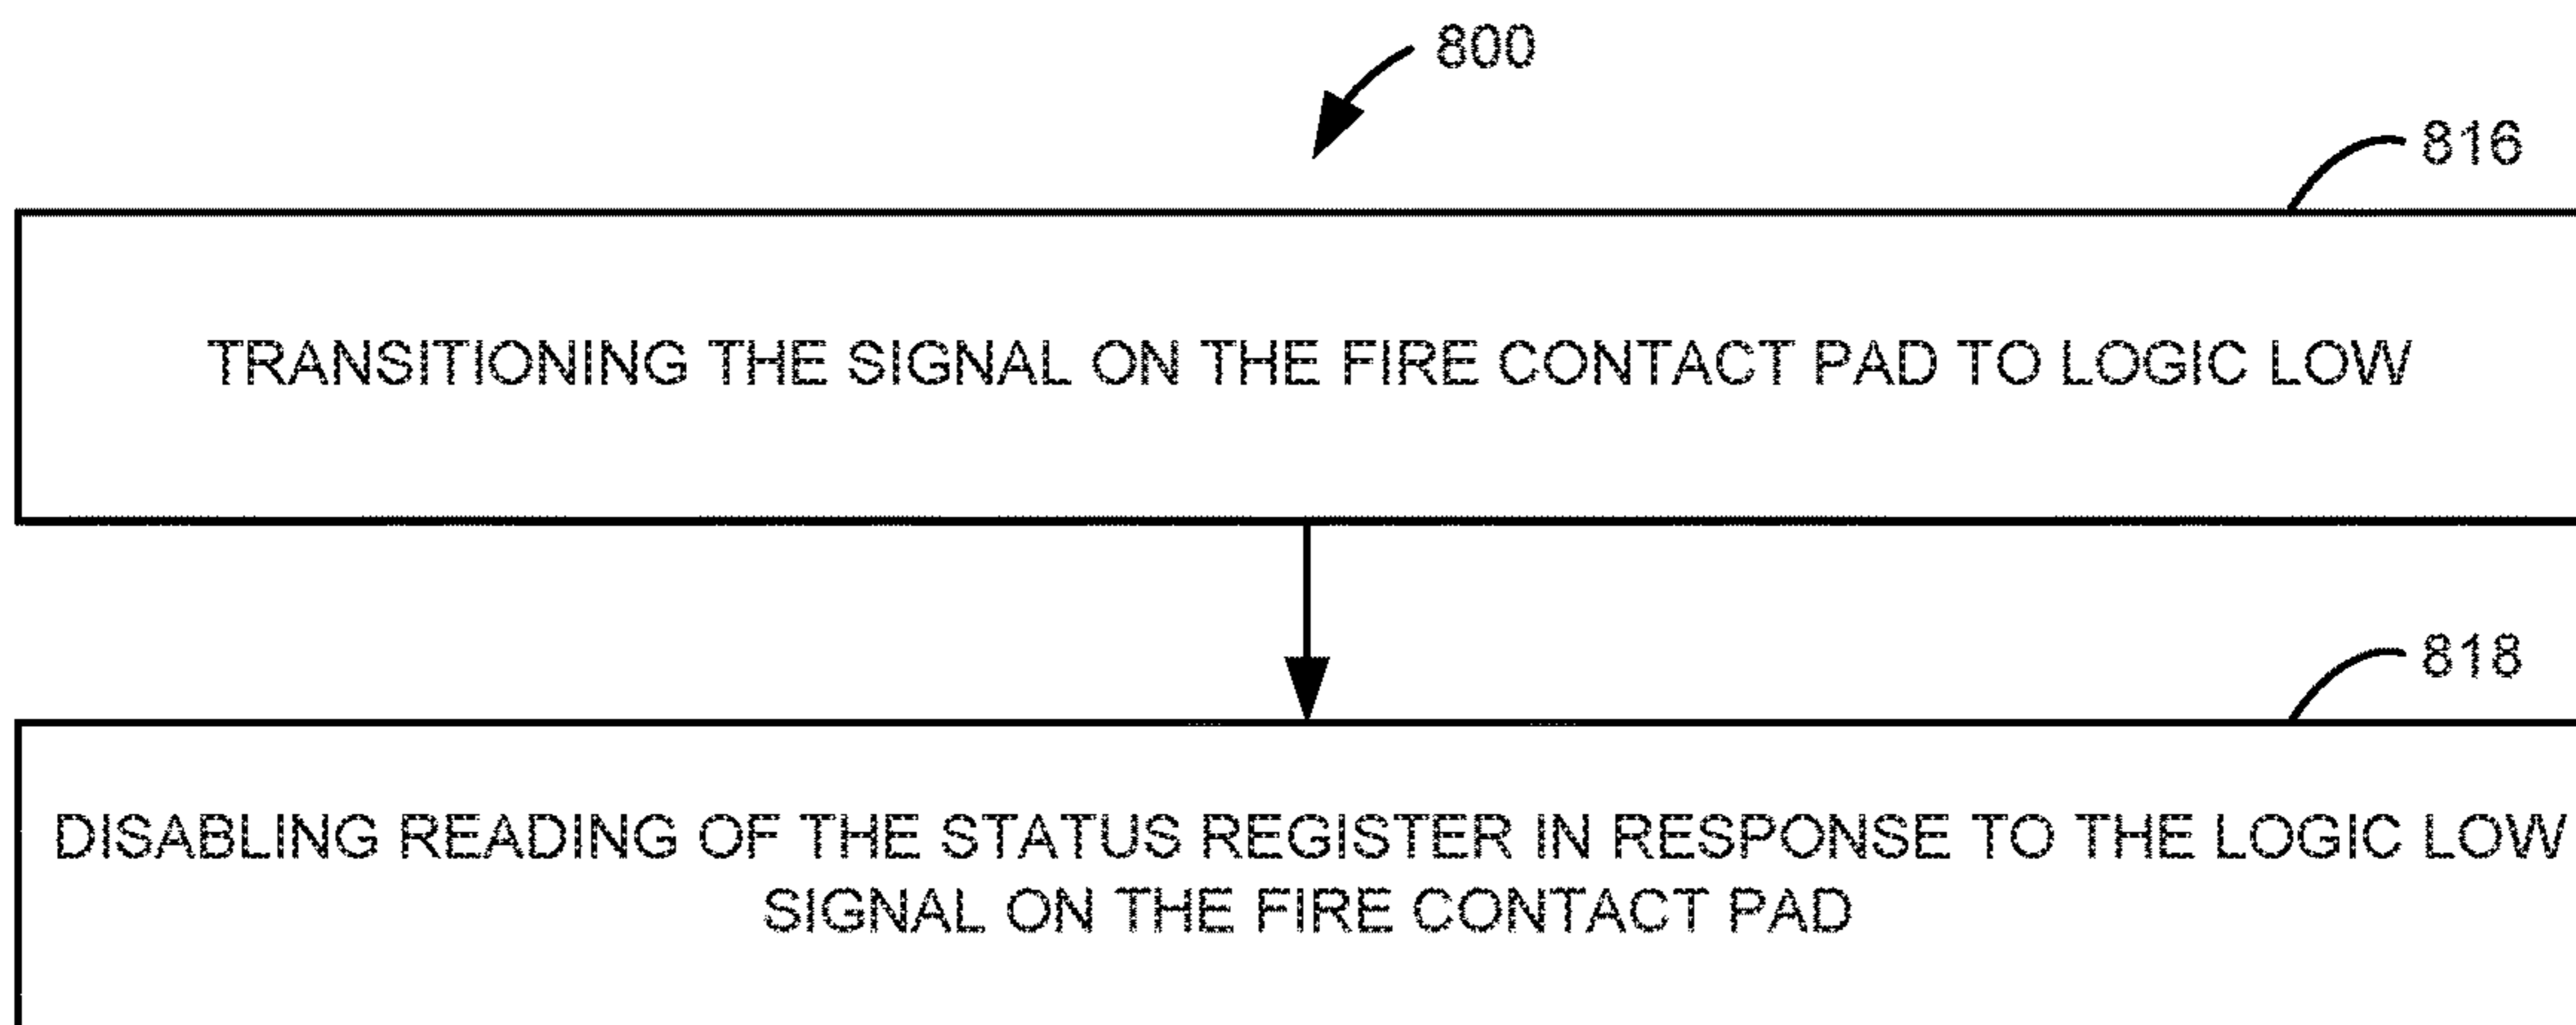 800
816
TRANSITIONING THE SIGNAL ON THE FIRE CONTACT PAD TO LOGIC LOW
818
DISABLING READING OF THE STATUS REGISTER IN RESPONSE TO THE LOGIC LOW
SIGNAL ON THE FIRE CONTACT PAD